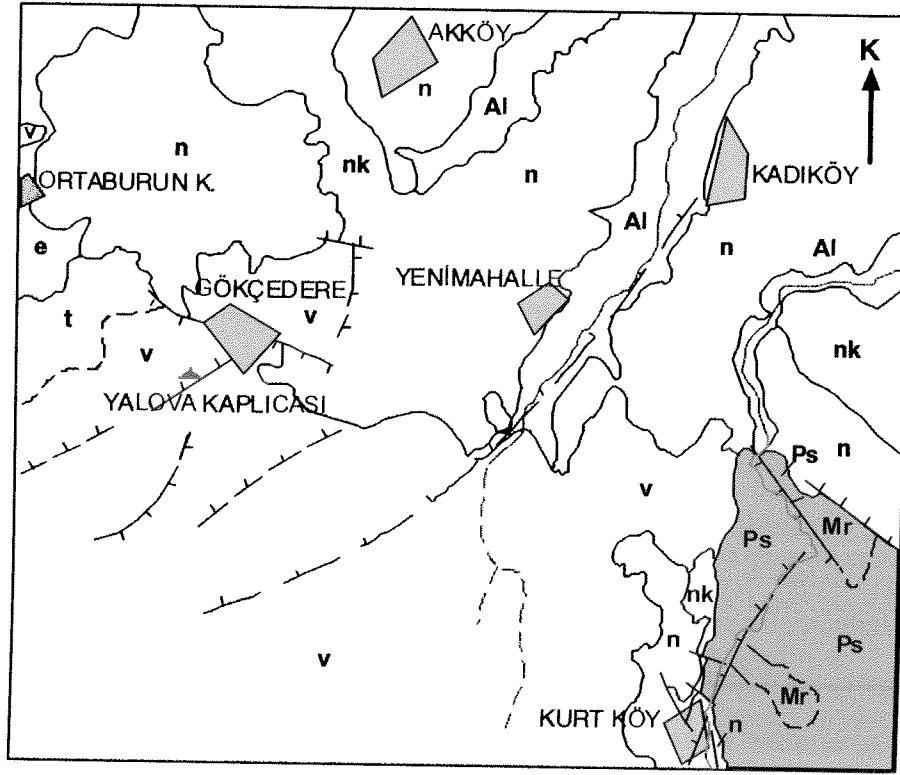 AKKÖY
K
n
Al
v
n
nk
n
ORTABURUN K.
KADIKÖY
Al
n
Al
e
YENİMAHALLE
GÖKÇEDERE
t
v
v
nk
YALOVA KAPLICASI
Ps
n
v
Mr
Ps
nk
n
Ps
v
Mr
KURT KÖY
n